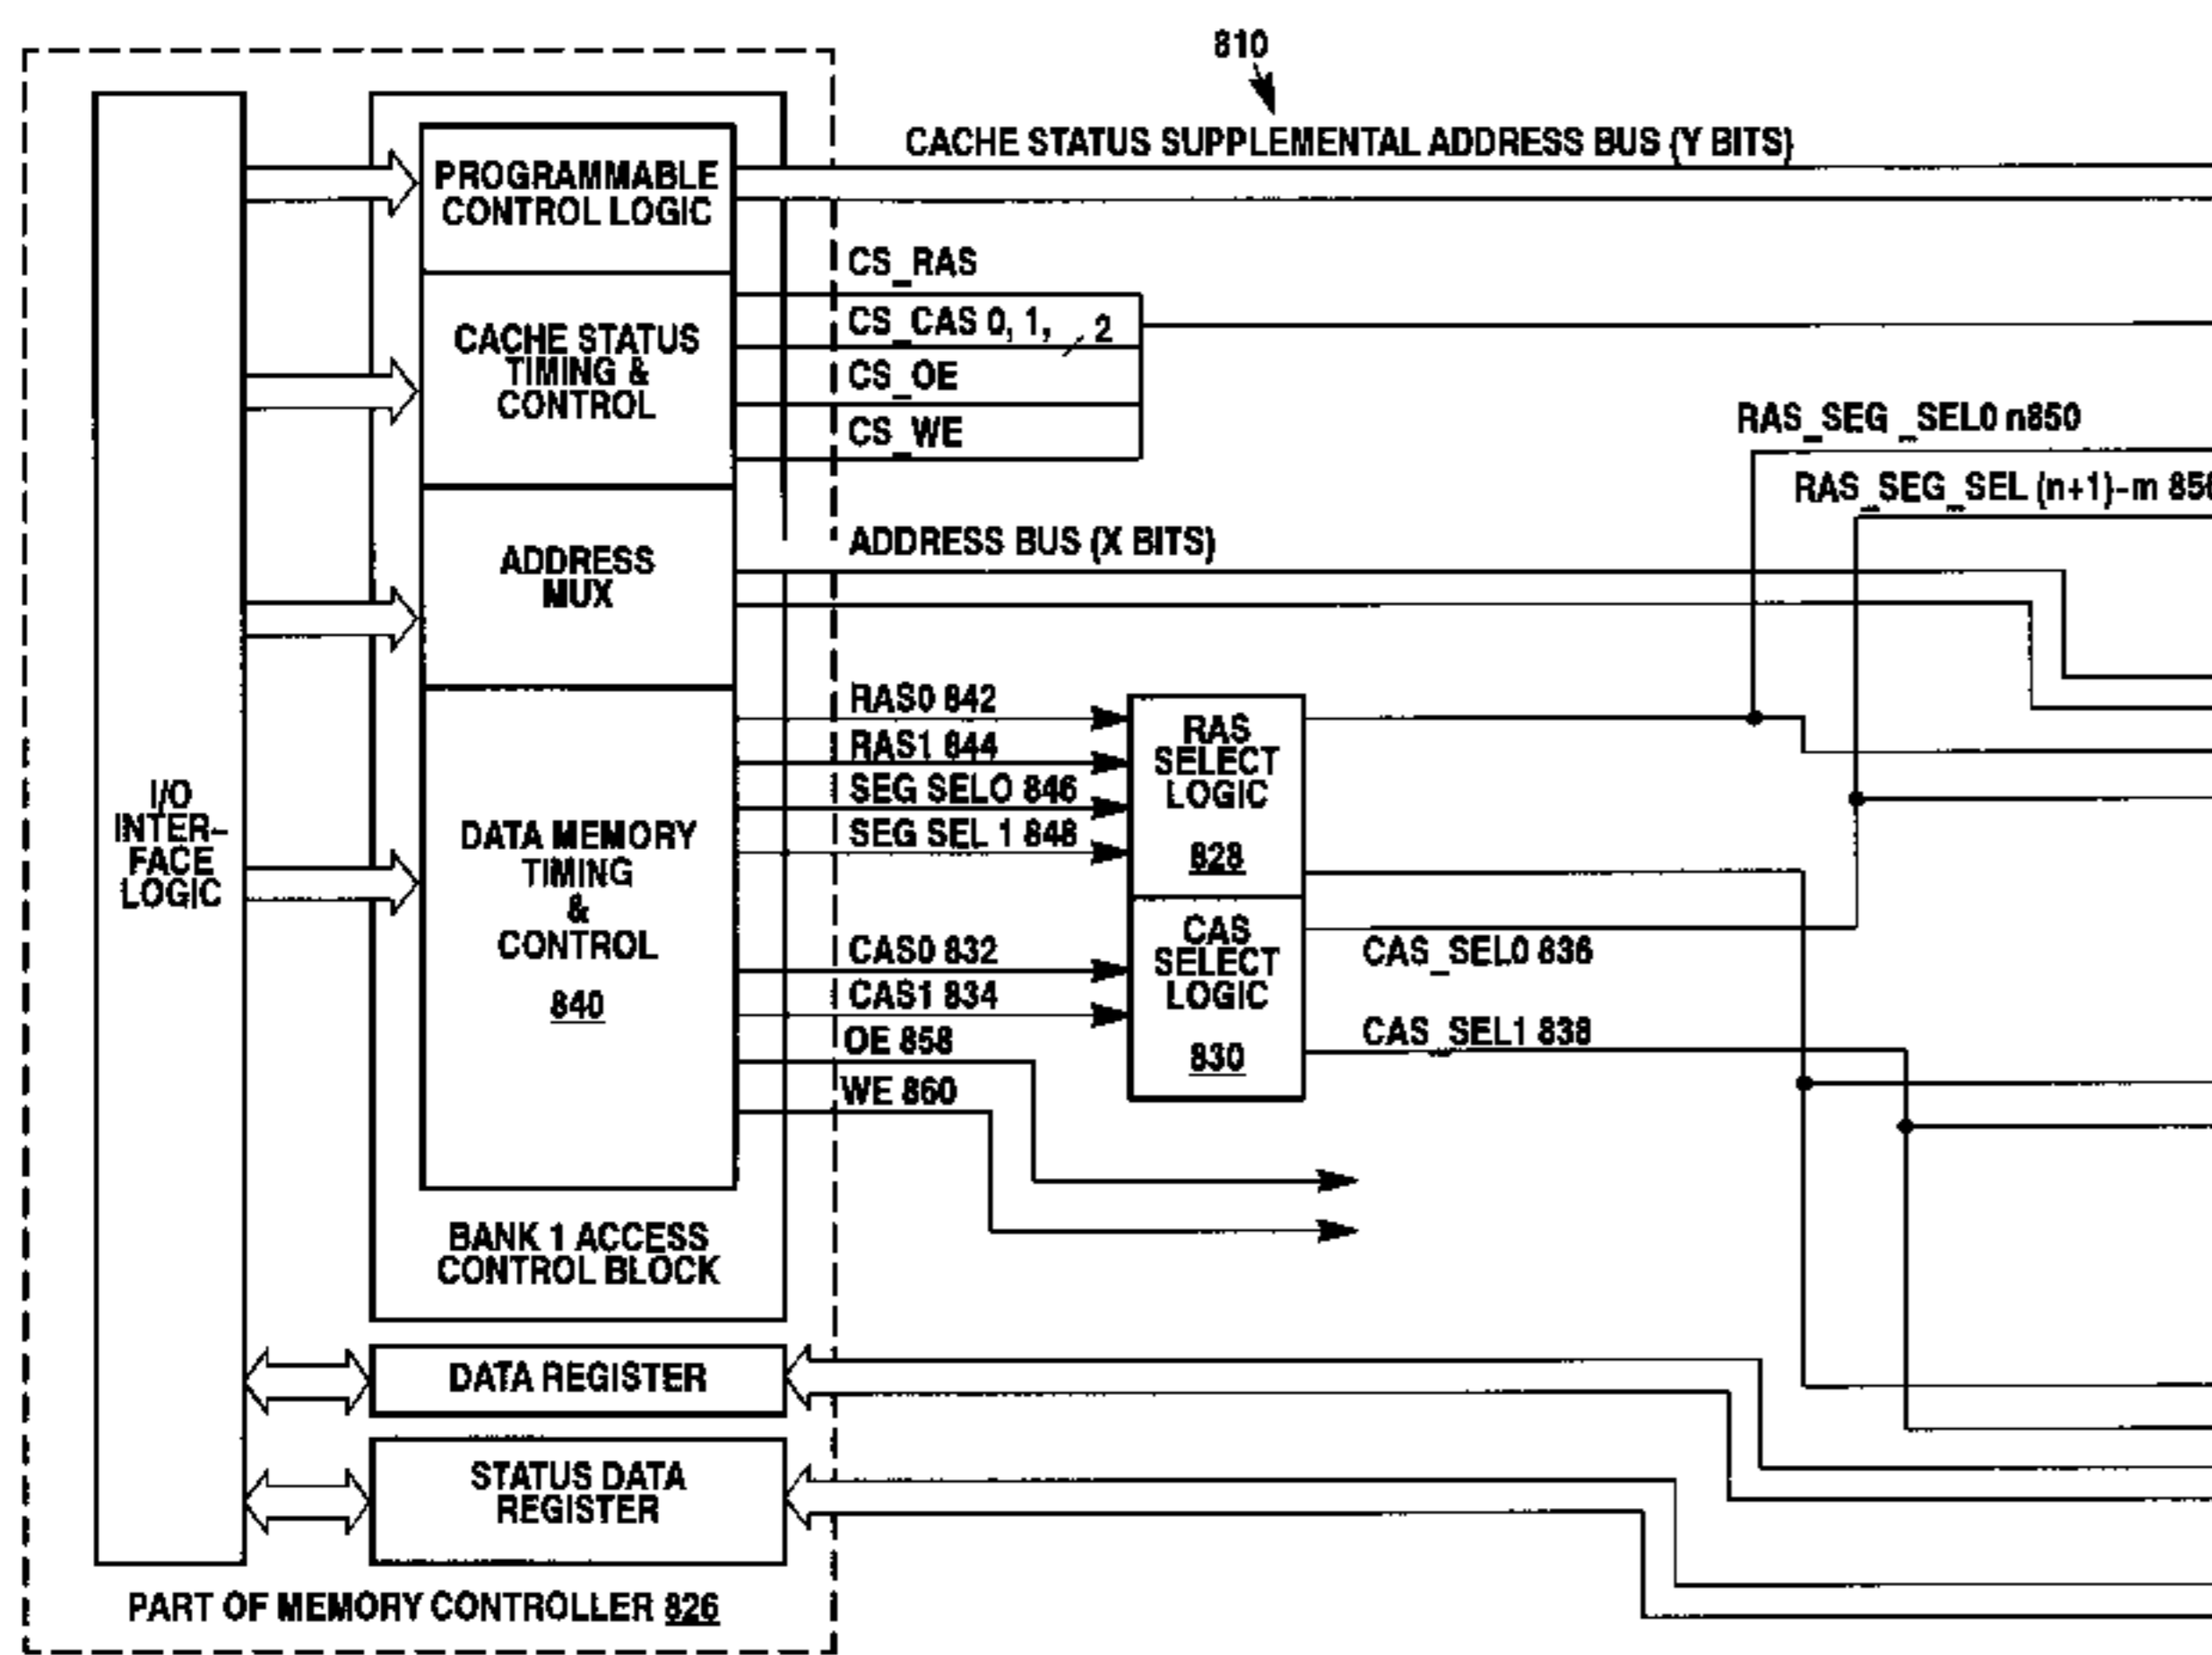 810
CACHE STATUS SUPPLEMENTAL ADDRESS BUS (Y BITS)
PROGRAMMABLE
CONTROL LOGIC
CS_RAS
CS_CAS 0, 1, 2
CS_OE
CS_WE
CACHE STATUS
TIMING &
CONTROL
RAS_SEG _SEL0 n850
RAS_SEG_SEL (n+1)-m
ADDRESS BUS (X BITS)
ADDRESS
MUX
RAS0 842
RAS1 844
SEG SELO 846
SEG SEL 1 848
RAS
SELECT
LOGIC
828
I/O
INTER-
FACE
LOGIC
DATA MEMORY
TIMING
&
CONTROL
840
CAS0 832
CAS1 834
OE 858
WE 860
CAS
SELECT
LOGIC
830
CAS_SEL0 836
CAS_SEL1 838
BANK 1 ACCESS
CONTROL BLOCK
DATA REGISTER
STATUS DATA
REGISTER
PART OF MEMORY CONTROLLER 826